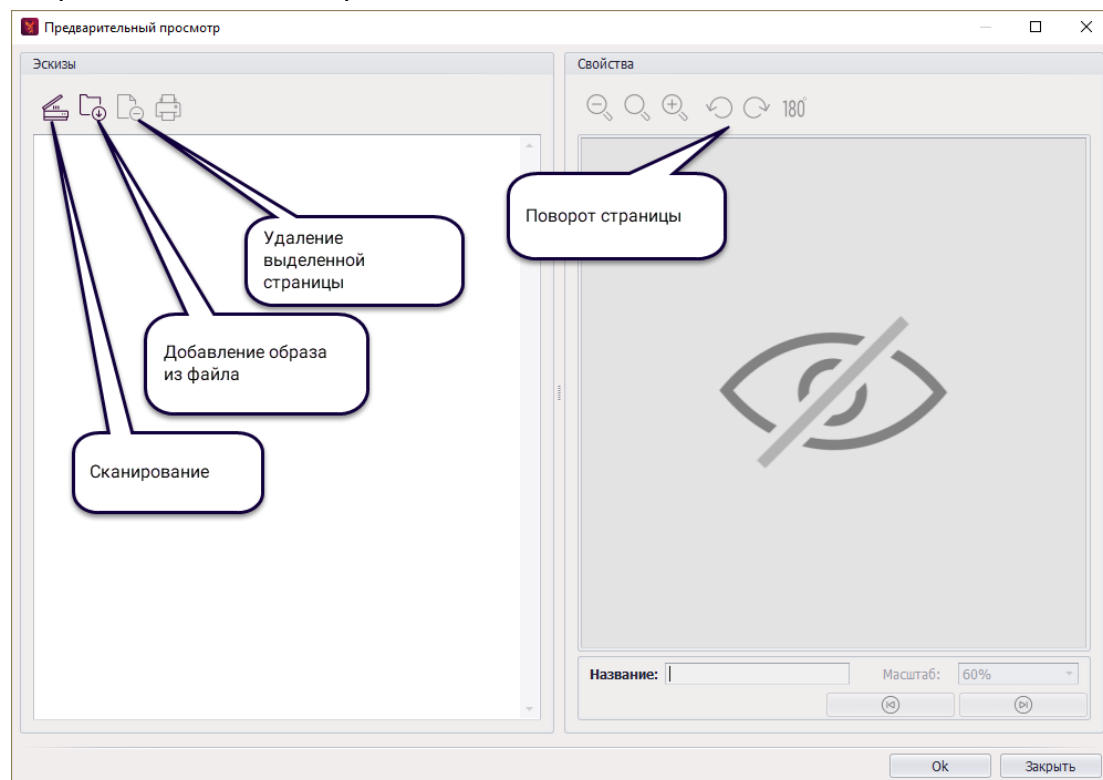 Предварительный просмотр
Эскизы
Свойства
180°
Поворот страницы
Удаление
выделенной
страницы
Добавление образа
из файла
Сканирование
Название:
Масштаб:
60%
Ok
Закрыть